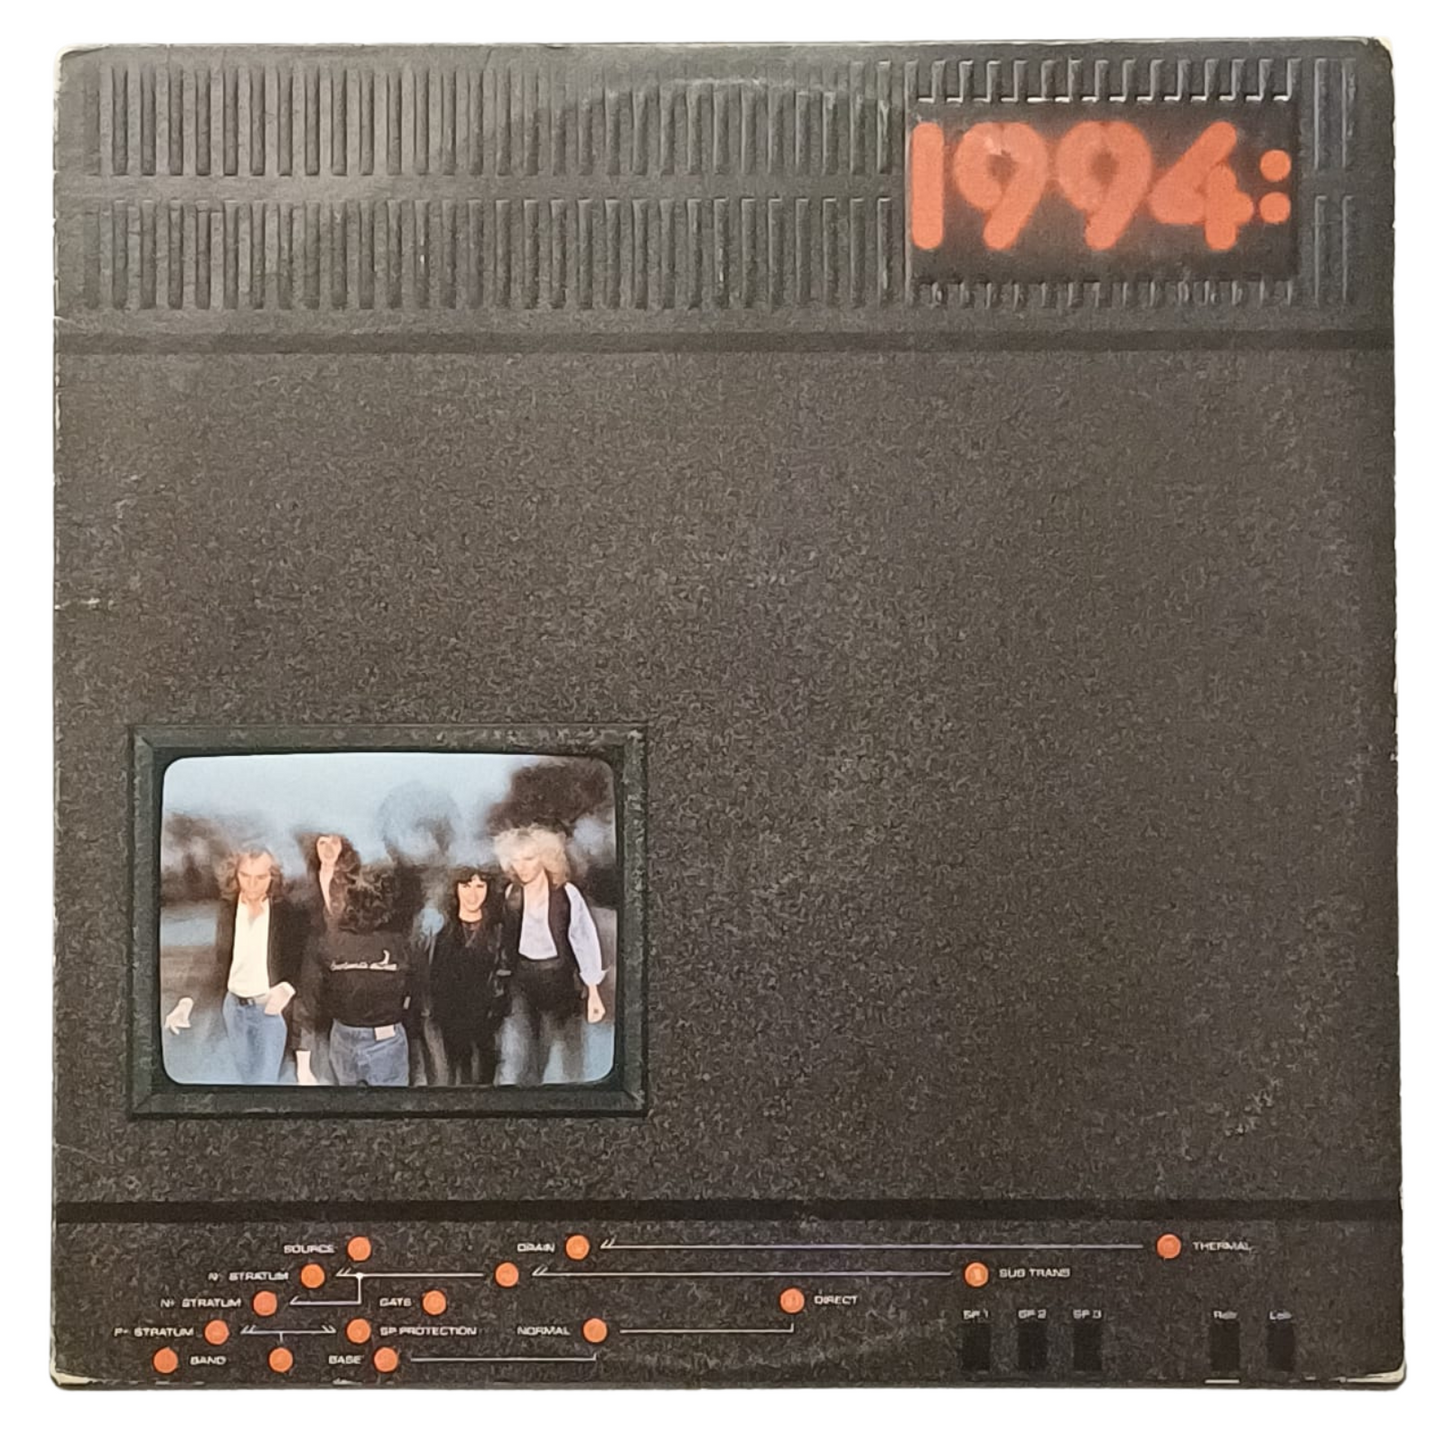 1994:
SOURCE
DRAIN
THERMAL
N- STRATUM
SUB TRANS
N+ STRATUM
GATE
DIRECT
SP 1 SP 2 SP 3
P- STRATUM
SP PROTECTION
NORMAL
BAND
BASE